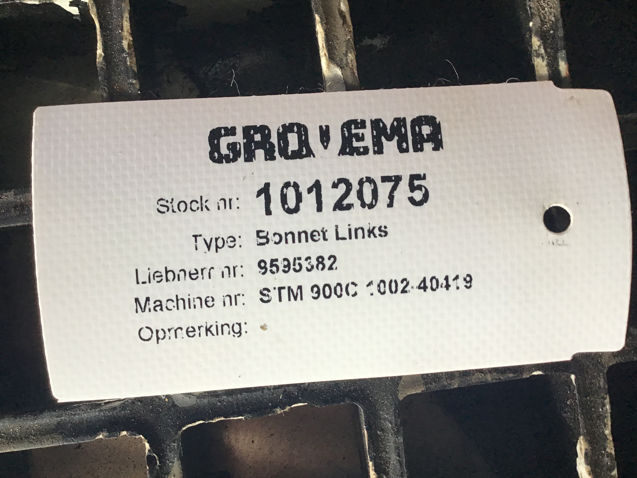 GROVEMA
Stock nr: 1012075
Type: Bonnet Links
Liebherr nr: 9595382
Machine nr: STM 900C 1002-40419
Opmerking: -